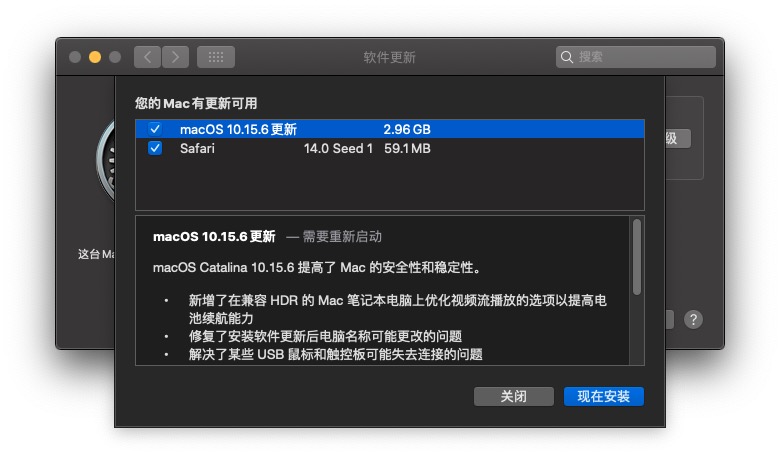 软件更新
搜索
您的 Mac 有更新可用
macOS 10.15.6 更新 2.96 GB
Safari 14.0 Seed 1 59.1 MB
级
macOS 10.15.6 更新 — 需要重新启动
这台 Ma
macOS Catalina 10.15.6 提高了 Mac 的安全性和稳定性。
• 新增了在兼容 HDR 的 Mac 笔记本电脑上优化视频流播放的选项以提高电
池续航能力
• 修复了安装软件更新后电脑名称可能更改的问题
• 解决了某些 USB 鼠标和触控板可能失去连接的问题
?
关闭
现在安装